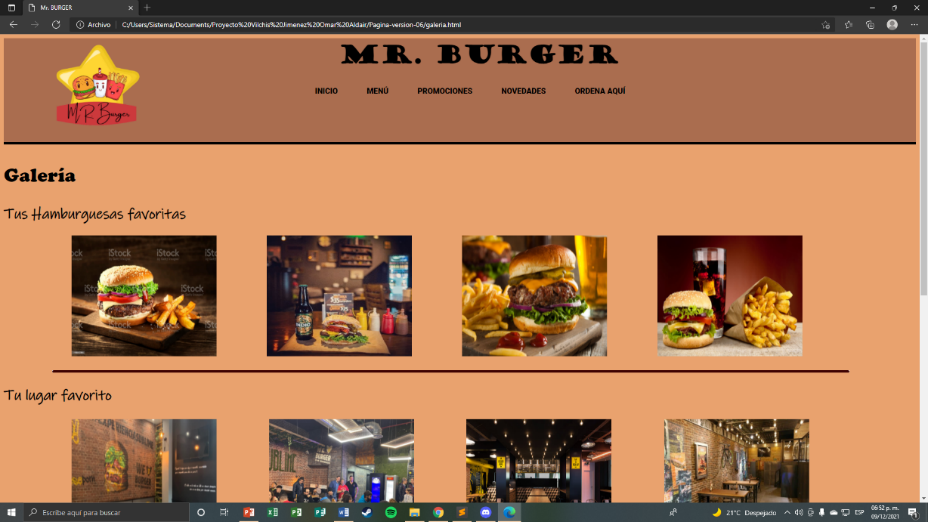 Mr. BURGER
Archivo C:/Users/Sistema/Documents/Proyecto%20Vilchis%20Jimenez%20Omar%20Aldair/Pagina-version-06/galeria.html
MR. BURGER
MR Burger
INICIO MENÚ PROMOCIONES NOVEDADES ORDENA AQUÍ
Galería
Tus Hamburguesas favoritas
iStock iStock
iStock
Tu lugar favorito
Escribe aquí para buscar
21°C Despejado
ESP
06:52 p. m.
09/12/2021